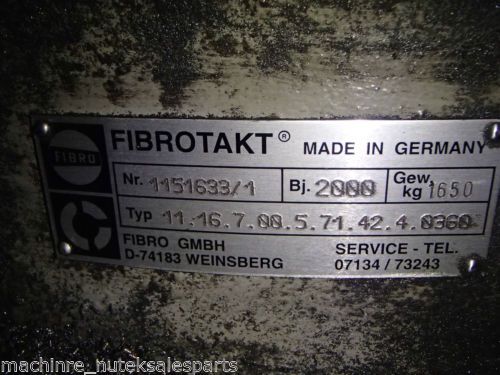 FIBRO
FIBROTAKT® MADE IN GERMANY
Nr. 1151633/1 Bj. 2000 Gew. kg 1650
Typ 11.16.7.00.5.71.42.4.0360
FIBRO GMBH SERVICE - TEL.
D-74183 WEINSBERG 07134 / 73243
machinre_nuteksalesparts